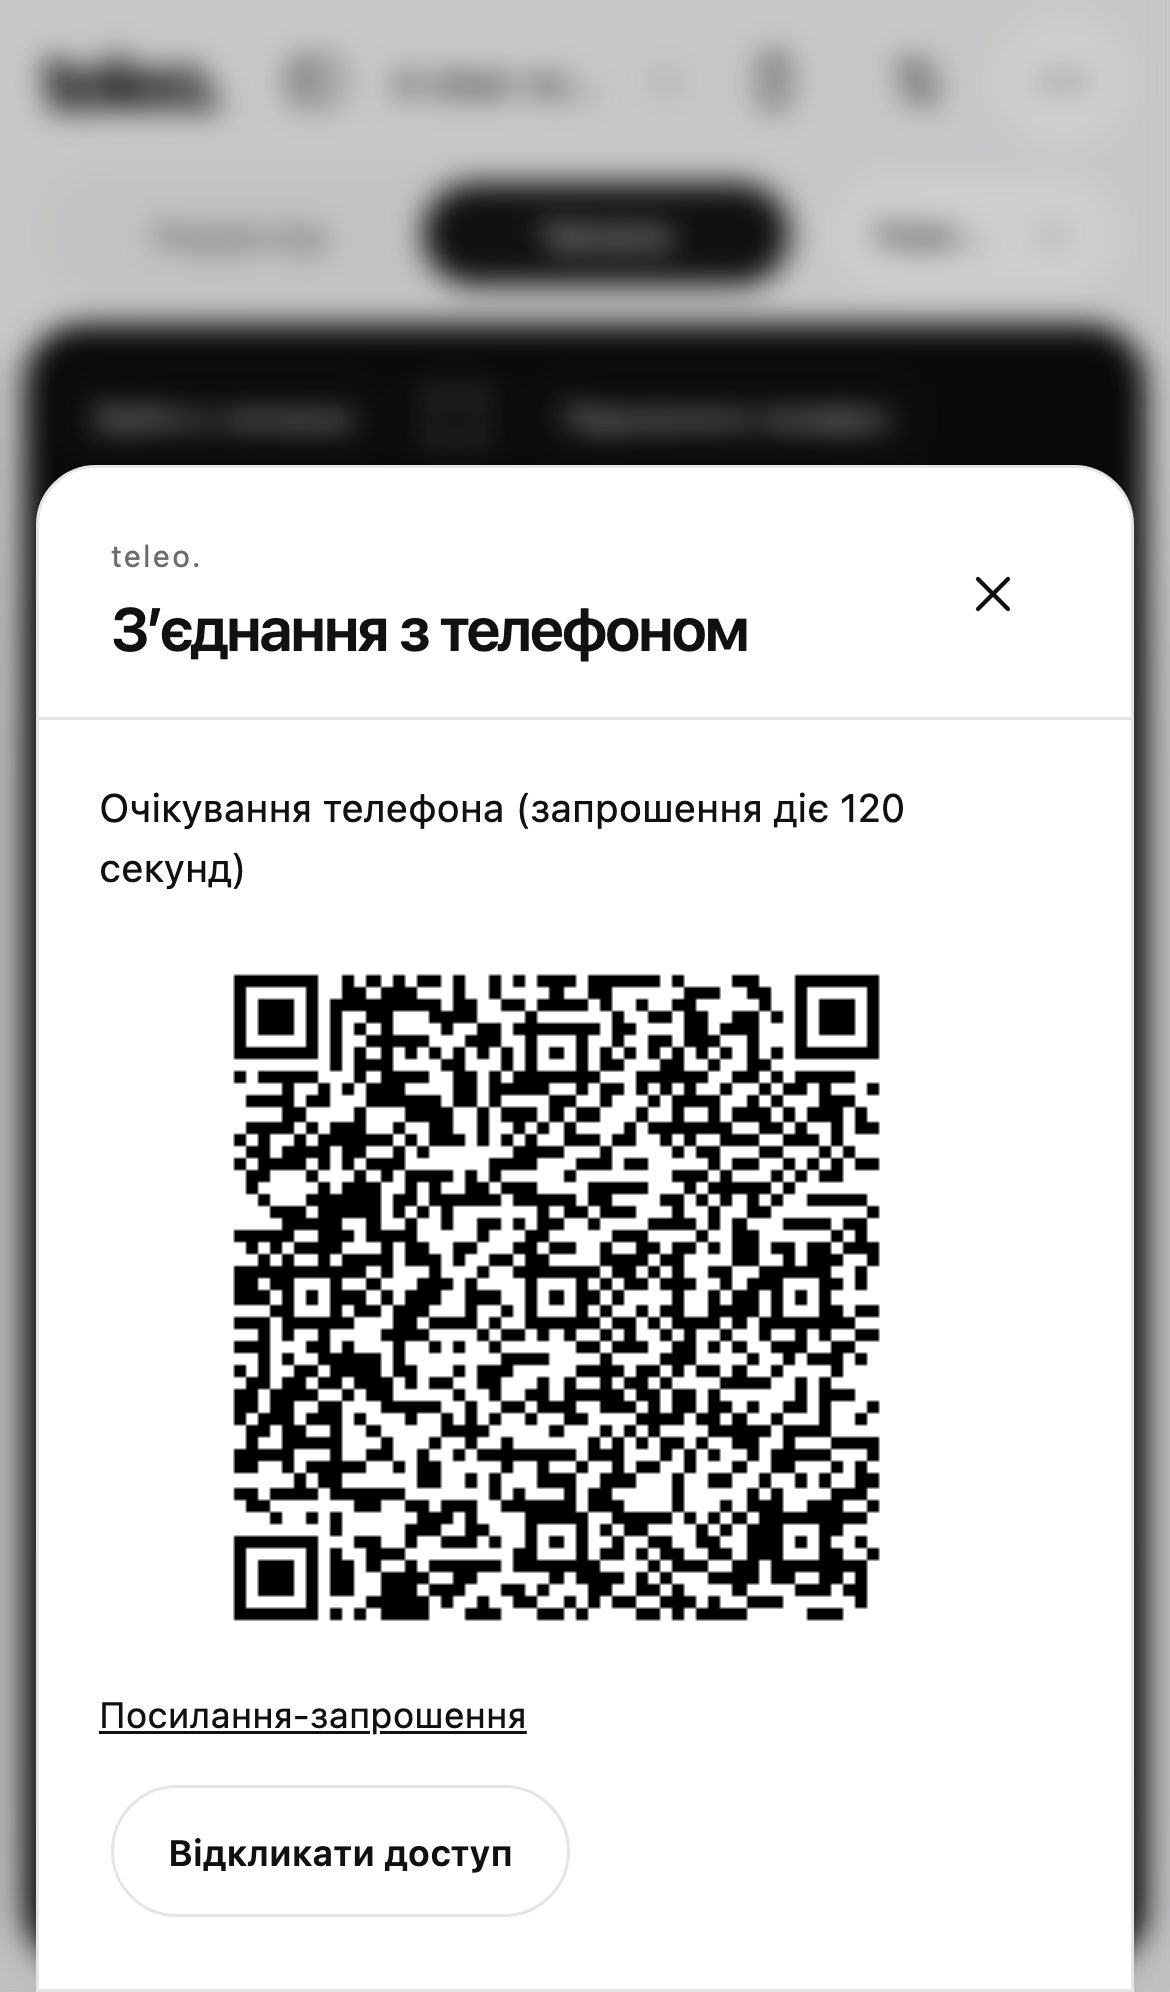 teleo.
З’єднання з телефоном
Очікування телефона (запрошення діє 120
секунд)
Посилання-запрошення
Відкликати доступ